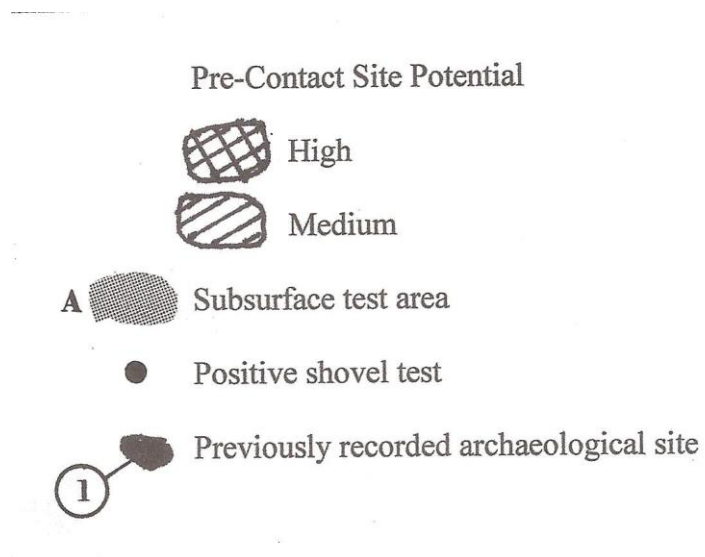 Pre-Contact Site Potential
High
Medium
A Subsurface test area
Positive shovel test
Previously recorded archaeological site
1